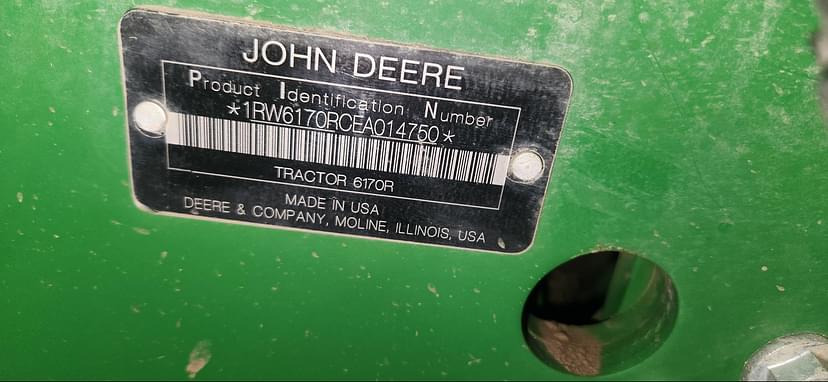 JOHN DEERE
Product Identification Number
*1RW6170RCEA014750*
TRACTOR 6170R
MADE IN USA
DEERE & COMPANY, MOLINE, ILLINOIS, USA